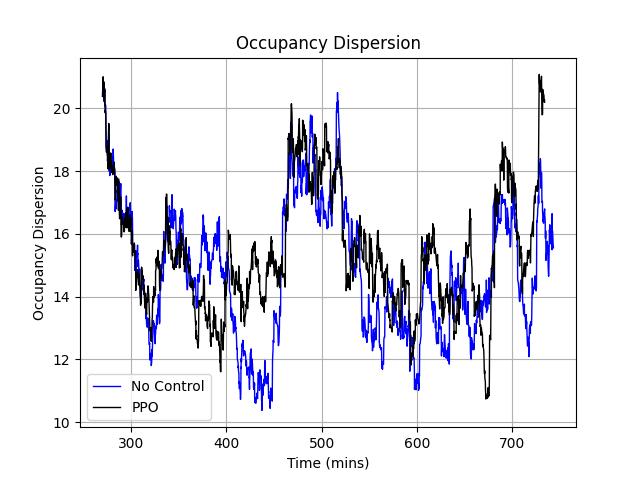 Occupancy Dispersion
Occupancy Dispersion
20
18
16
14
12
10
No Control
PPO
300 400 500 600 700
Time (mins)